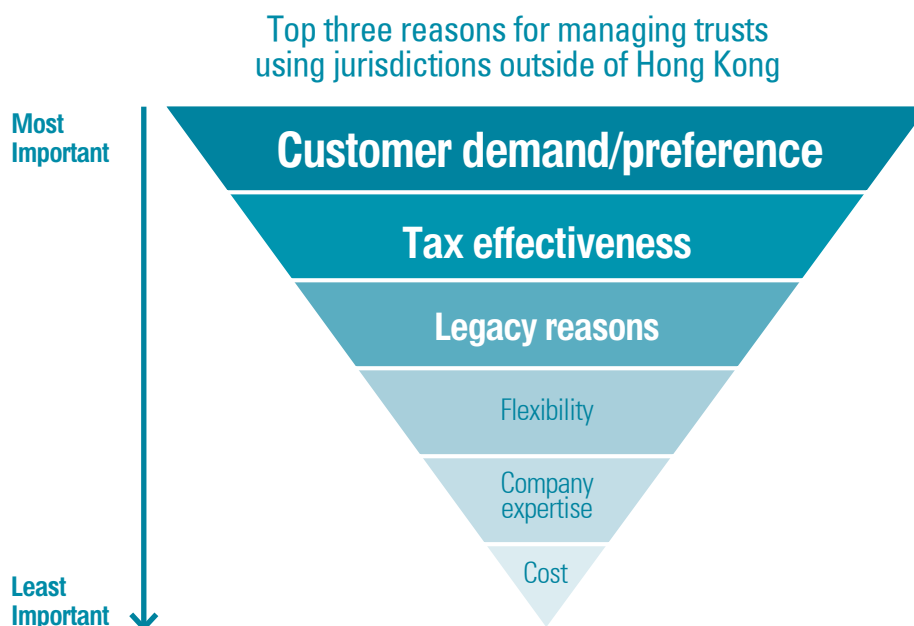 Top three reasons for managing trusts
using jurisdictions outside of Hong Kong
Most
Important
Customer demand/preference
Tax effectiveness
Legacy reasons
Flexibility
Company
expertise
Cost
Least
Important